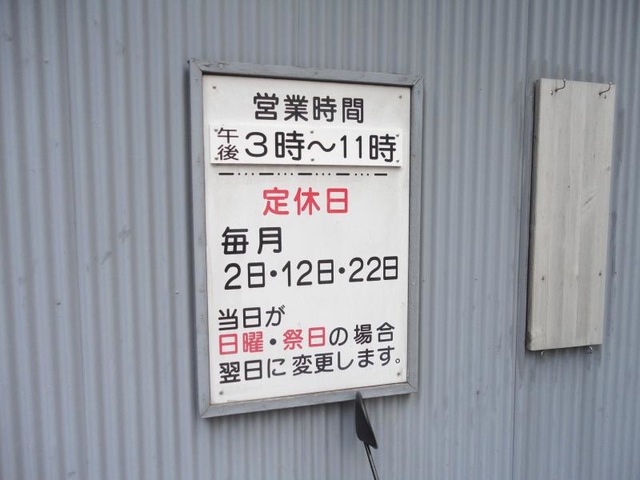 営業時間
午後3時～11時
定休日
毎月
2日・12日・22日
当日が
日曜・祭日の場合
翌日に変更します。